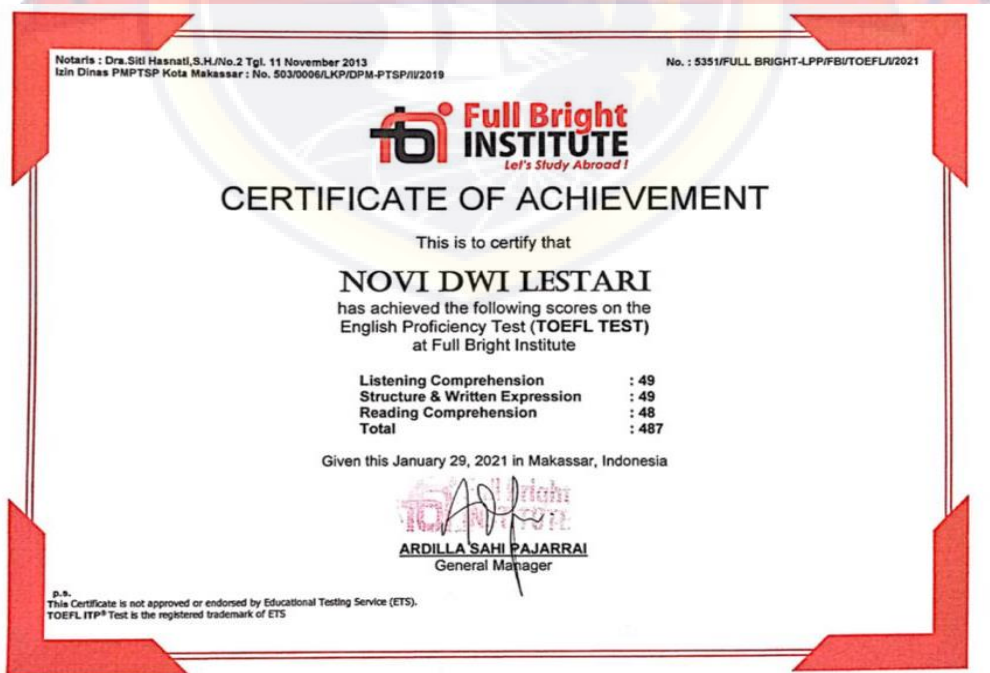 Notaris : Dra.Siti Hasnati,S.H./No.2 Tgl. 11 November 2013
Izin Dinas PMPTSP Kota Makassar : No. 503/0006/LKP/DPM-PTSP/II/2019
No. : 5351/FULL BRIGHT-LPP/FBI/TOEFL/I/2021
Full Bright
INSTITUTE
Let's Study Abroad !
CERTIFICATE OF ACHIEVEMENT
This is to certify that
NOVI DWI LESTARI
has achieved the following scores on the
English Proficiency Test (TOEFL TEST)
at Full Bright Institute
Listening Comprehension : 49
Structure & Written Expression : 49
Reading Comprehension : 48
Total : 487
Given this January 29, 2021 in Makassar, Indonesia
Full Bright
INSTITUTE
ARDILLA SAHI PAJARRAI
General Manager
p.s.
This Certificate is not approved or endorsed by Educational Testing Service (ETS).
TOEFL ITP® Test is the registered trademark of ETS